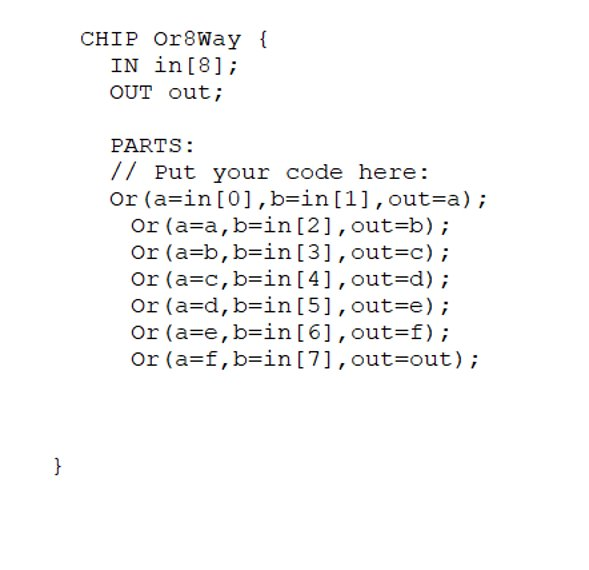 CHIP Or8Way {
IN in[8];
OUT out;
PARTS:
// Put your code here:
Or(a=in[0],b=in[1],out=a);
Or(a=a,b=in[2],out=b);
Or(a=b,b=in[3],out=c);
Or(a=c,b=in[4],out=d);
Or(a=d,b=in[5],out=e);
Or(a=e,b=in[6],out=f);
Or(a=f,b=in[7],out=out);
}